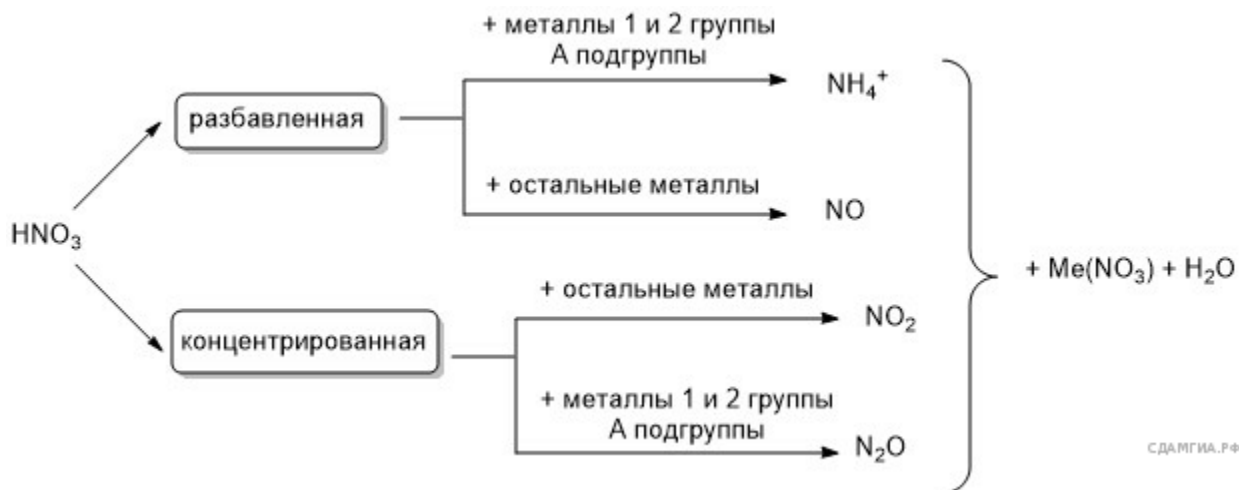 + металлы 1 и 2 группы
А подгруппы
NH₄⁺
разбавленная
+ остальные металлы
NO
HNO₃
+ Me(NO₃) + H₂O
+ остальные металлы
NO₂
концентрированная
+ металлы 1 и 2 группы
А подгруппы
N₂O
СДАМГИА.РФ